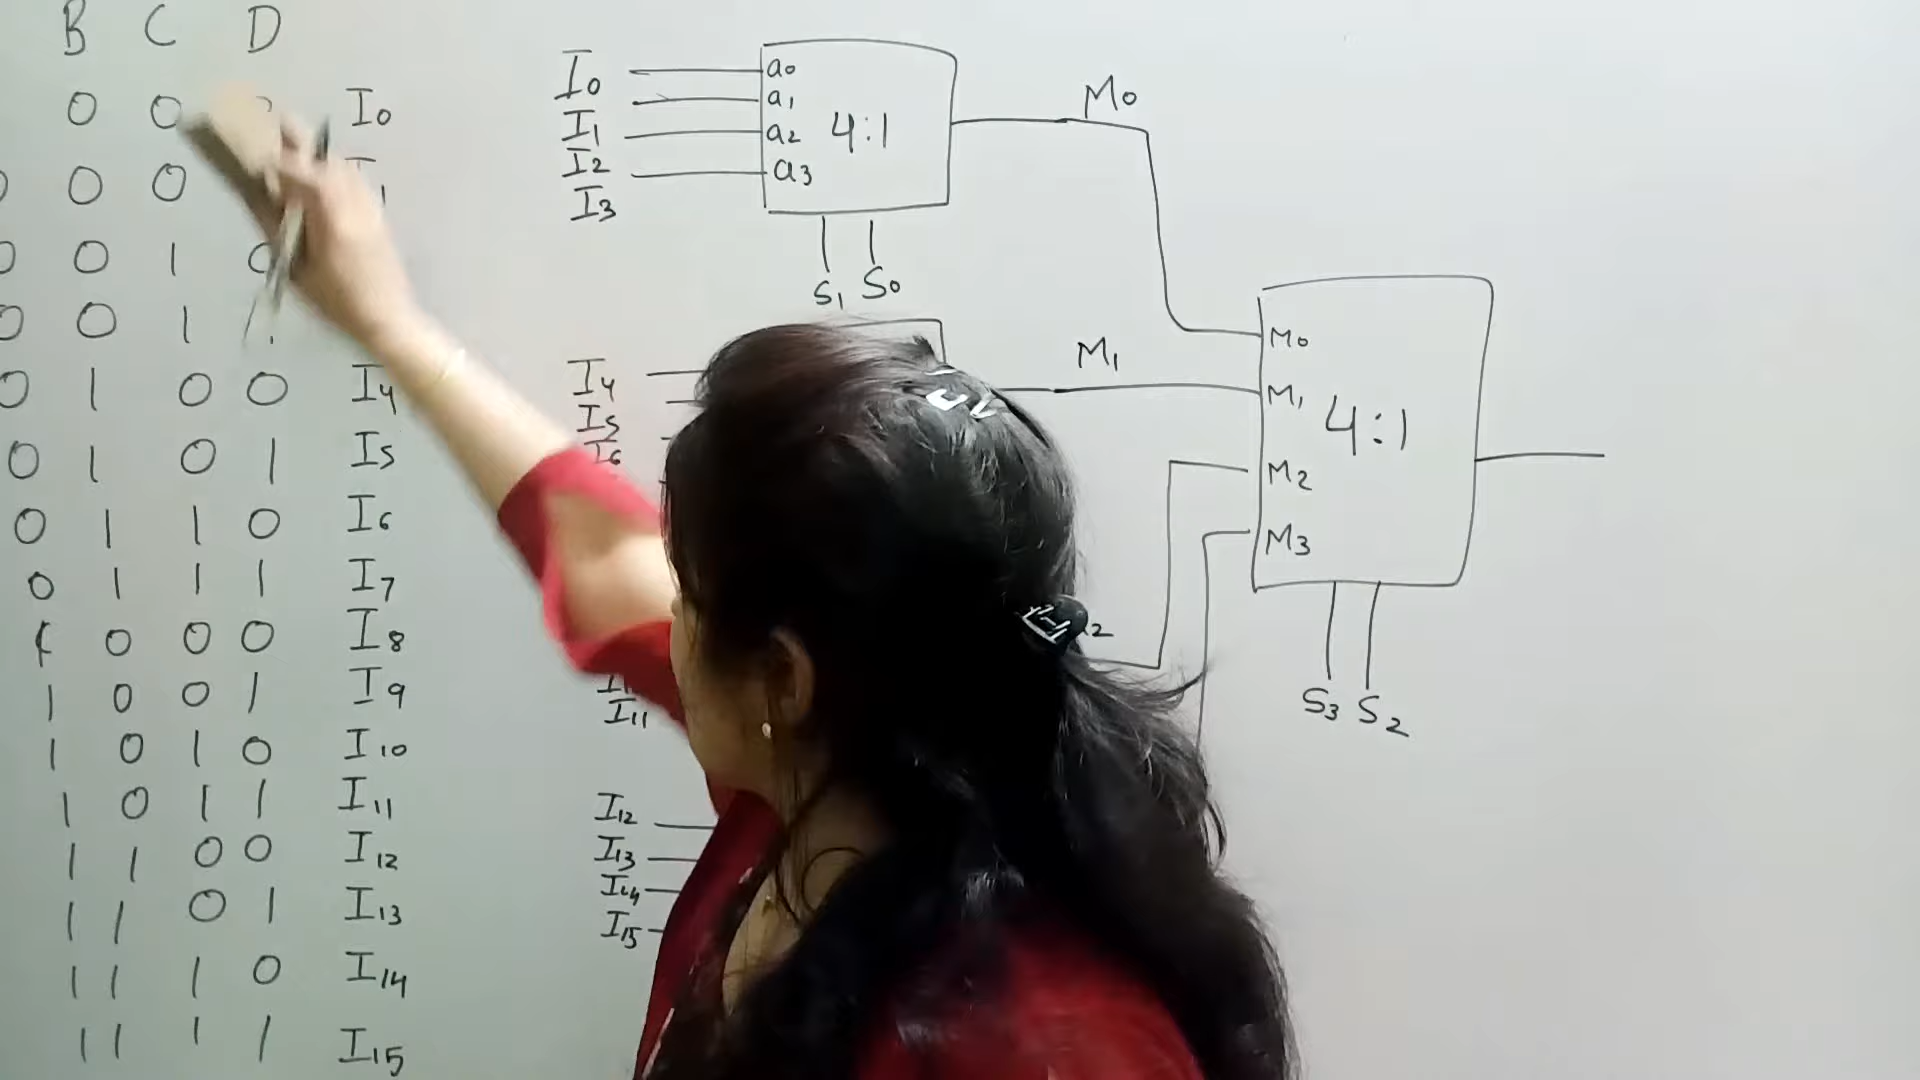 B C D
0 0 I0
0 0 0
0 0 1 0
0 0 1
0 1 0 0 I4
0 1 0 1 I5
0 1 1 0 I6
0 1 1 1 I7
1 0 0 0 I8
1 0 0 1 I9
1 0 1 0 I10
1 0 1 1 I11
1 1 0 0 I12
1 1 0 1 I13
1 1 1 0 I14
1 1 1 1 I15
I0 a0
I1 a1
I2 a2
I3 a3
4:1
M0
S1 S0
I4
I5
I6
M1
I11
I12
I13
I14
I15
M0
M1
M2
M3
4:1
S3 S2